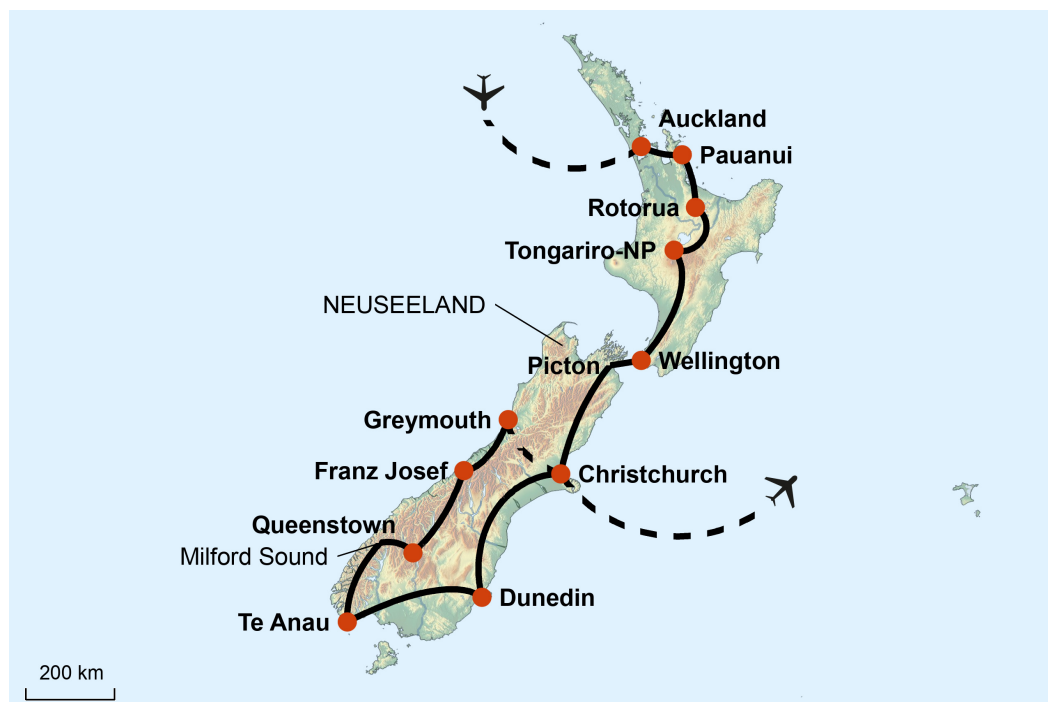 Auckland
Pauanui
Rotorua
Tongariro-NP
NEUSEELAND
Wellington
Picton
Greymouth
Franz Josef
Christchurch
Queenstown
Milford Sound
Dunedin
Te Anau
200 km